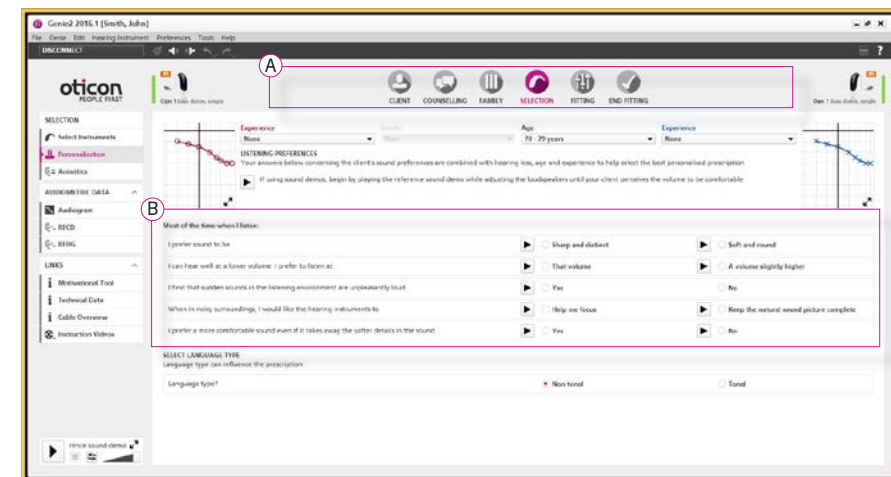 Genie2 2016.1 [Smith, John]
File Genie Edit Hearing Instrument Preferences Tools Help
DISCONNECT
?
A
oticon
PEOPLE FIRST
Opn 1
CLIENT COUNSELLING FAMILY SELECTION FITTING END FITTING
Opn 1
SELECTION
Select Instruments
Personalisation
Acoustics
AUDIOMETRIC DATA
Audiogram
RECD
REUG
LINKS
Motivational Tool
Technical Data
Cable Overview
Instruction Videos
Experience Gender Age Experience
None Male 70 - 79 years None
LISTENING PREFERENCES
Your answers below concerning the client's sound preferences are combined with hearing loss, age and experience to help select the best personalised prescription
If using sound demos, begin by playing the reference sound demo while adjusting the loudspeakers until your client perceives the volume to be comfortable
B
Most of the time when I listen:
I prefer sound to be Sharp and distinct Soft and round
I can hear well at a lower volume. I prefer to listen at That volume A volume slightly higher
I find that sudden sounds in the listening environment are unpleasantly loud Yes No
When in noisy surroundings, I would like the hearing instruments to Help me focus Keep the natural sound picture complete
I prefer a more comfortable sound even if it takes away the softer details in the sound Yes No
SELECT LANGUAGE TYPE
Language type can influence the prescription
Language type? Non tonal Tonal
rence sound demo